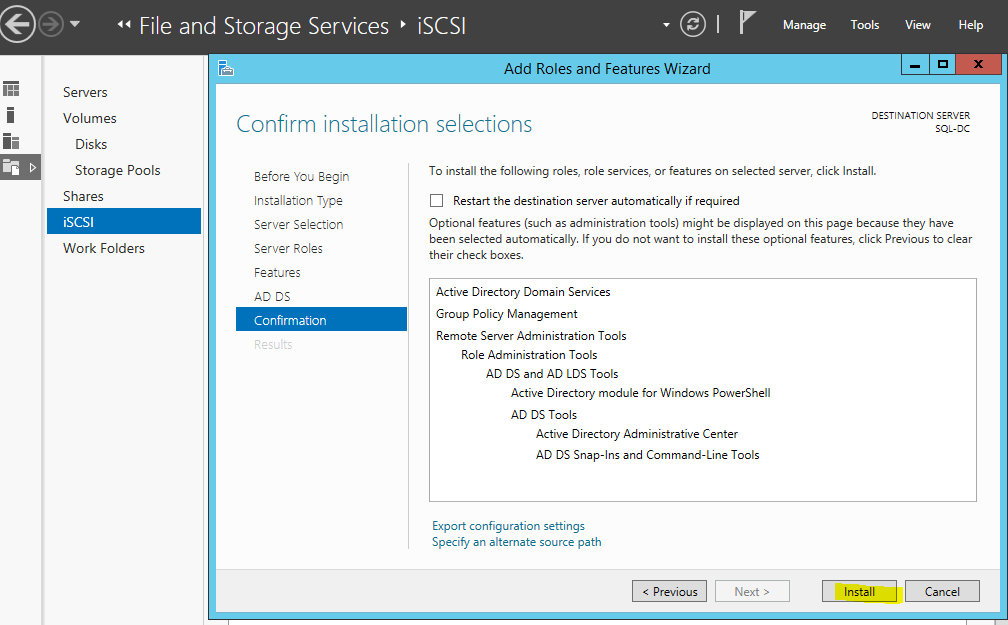 File and Storage Services iSCSI
Manage Tools View Help
Servers
Volumes
Disks
Storage Pools
Shares
iSCSI
Work Folders
Add Roles and Features Wizard
Confirm installation selections
DESTINATION SERVER
SQL-DC
Before You Begin
Installation Type
Server Selection
Server Roles
Features
AD DS
Confirmation
Results
To install the following roles, role services, or features on selected server, click Install.
Restart the destination server automatically if required
Optional features (such as administration tools) might be displayed on this page because they have
been selected automatically. If you do not want to install these optional features, click Previous to clear
their check boxes.
Active Directory Domain Services
Group Policy Management
Remote Server Administration Tools
Role Administration Tools
AD DS and AD LDS Tools
Active Directory module for Windows PowerShell
AD DS Tools
Active Directory Administrative Center
AD DS Snap-Ins and Command-Line Tools
Export configuration settings
Specify an alternate source path
< Previous Next > Install Cancel